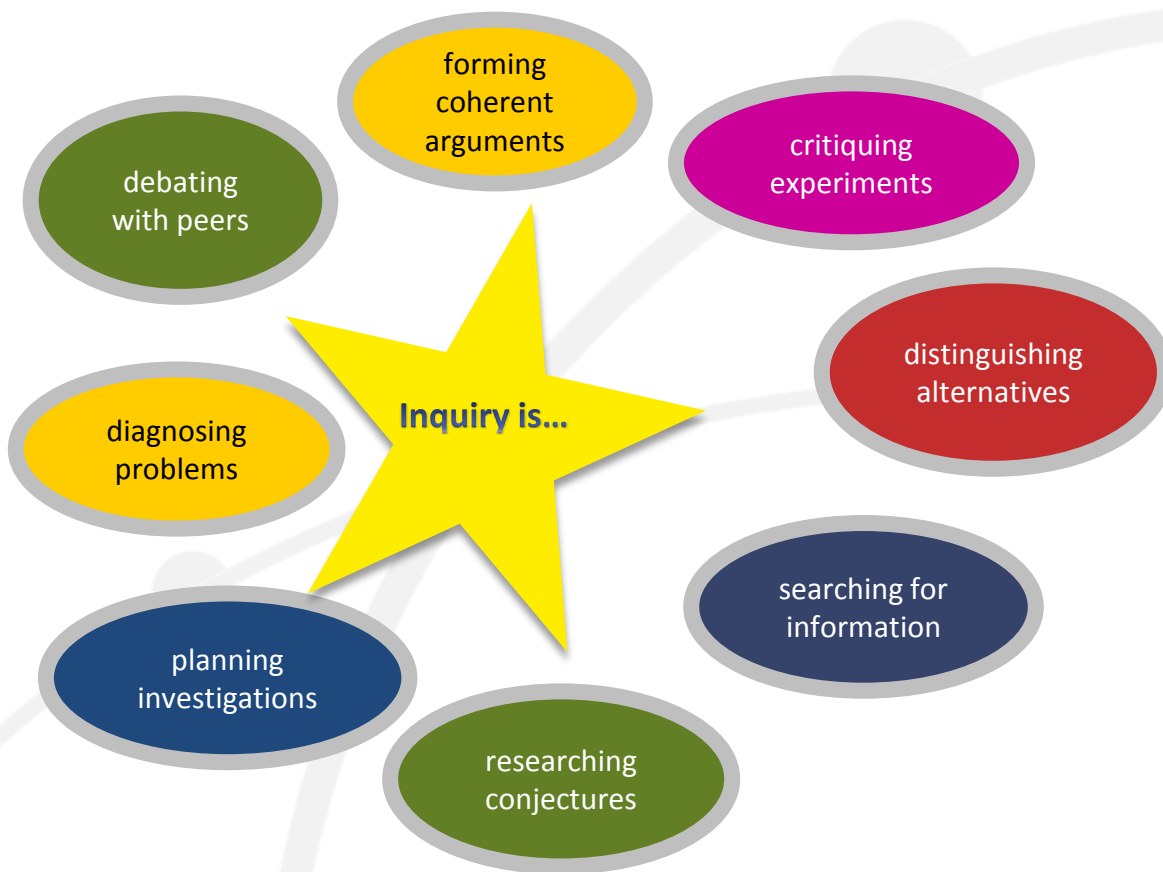 forming
coherent
arguments
critiquing
experiments
debating
with peers
distinguishing
alternatives
Inquiry is...
diagnosing
problems
searching for
information
planning
investigations
researching
conjectures